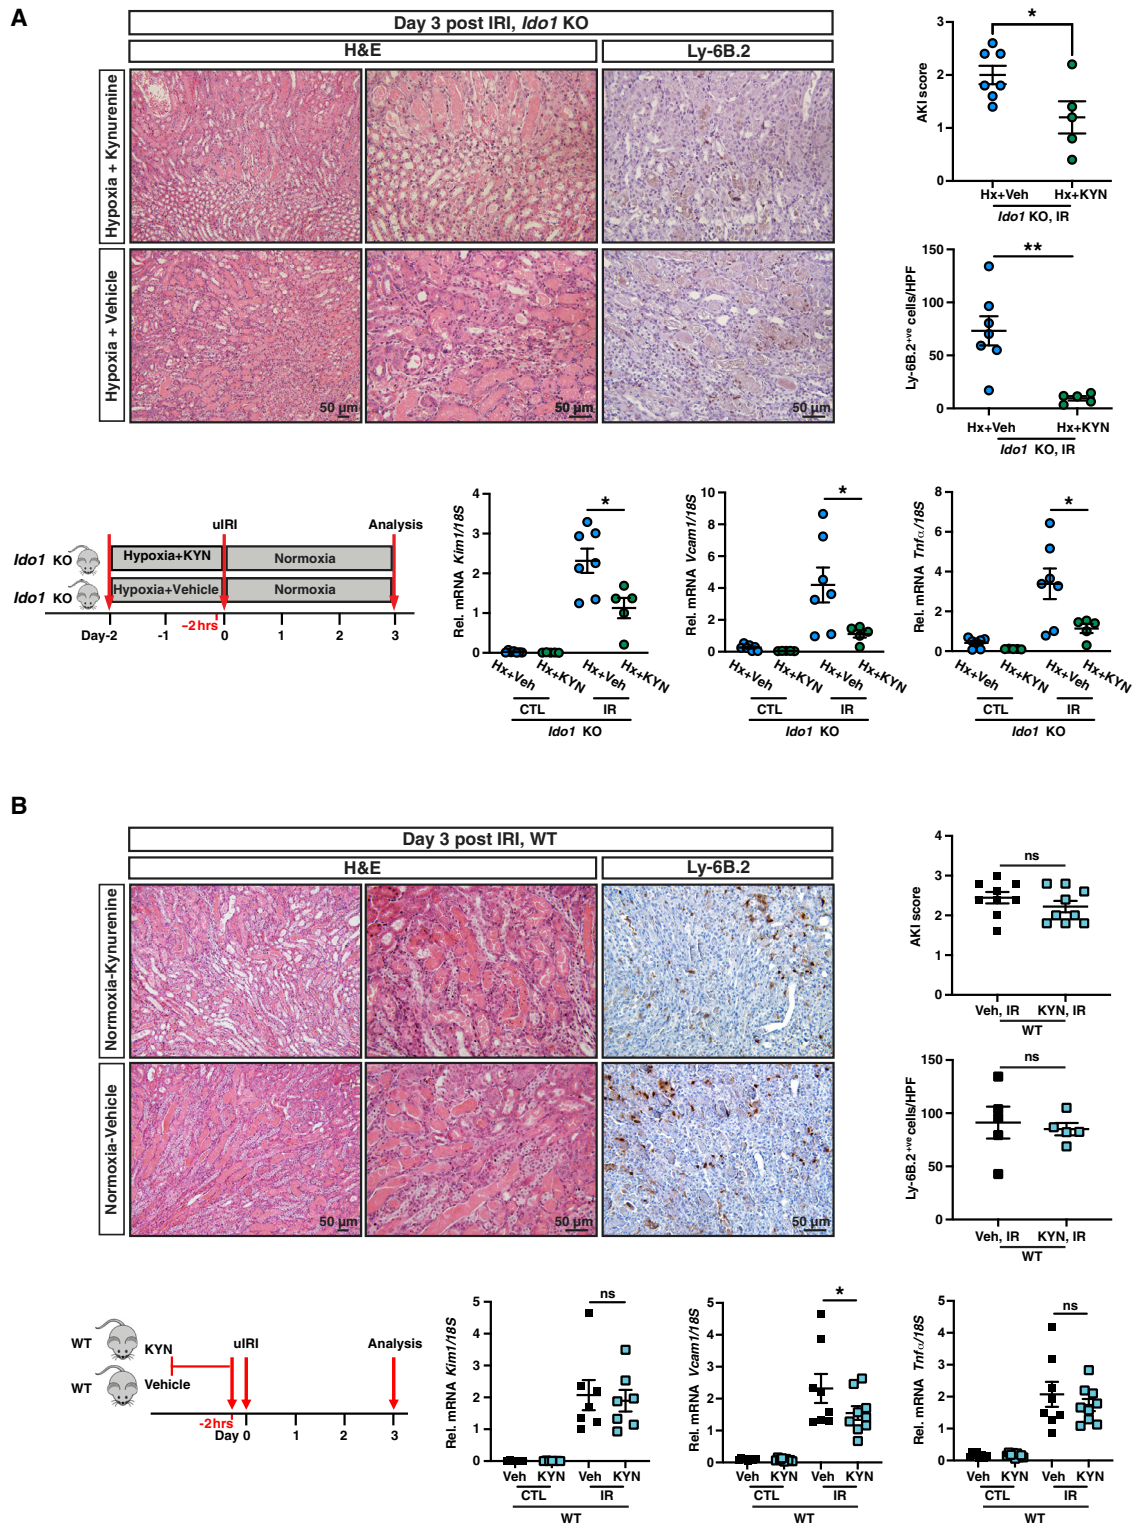 A
Day 3 post IRI, Ido1 KO
H&E
Ly-6B.2
Hypoxia + Kynurenine
Hypoxia + Vehicle
50 µm
50 µm
50 µm
AKI score
3
2
1
0
*
Hx+Veh
Hx+KYN
Ido1 KO, IR
Ly-6B.2+ve cells/HPF
150
100
50
0
**
Hx+Veh
Hx+KYN
Ido1 KO, IR
uIRI
Analysis
Ido1 KO
Hypoxia+KYN
Normoxia
Ido1 KO
Hypoxia+Vehicle
Normoxia
-2hrs
Day-2
-1
0
1
2
3
Rel. mRNA Kim1/18S
4
3
2
1
0
*
Hx+Veh
Hx+KYN
Hx+Veh
Hx+KYN
CTL
IR
Ido1 KO
Rel. mRNA Vcam1/18S
10
8
6
4
2
0
*
Hx+Veh
Hx+KYN
Hx+Veh
Hx+KYN
CTL
IR
Ido1 KO
Rel. mRNA Tnfα/18S
8
6
4
2
0
*
Hx+Veh
Hx+KYN
Hx+Veh
Hx+KYN
CTL
IR
Ido1 KO
B
Day 3 post IRI, WT
H&E
Ly-6B.2
Normoxia-Kynurenine
Normoxia-Vehicle
50 µm
50 µm
50 µm
AKI score
4
3
2
1
0
ns
Veh, IR
KYN, IR
WT
Ly-6B.2+ve cells/HPF
150
100
50
0
ns
Veh, IR
KYN, IR
WT
WT
KYN
uIRI
Analysis
WT
Vehicle
-2hrs
Day 0
1
2
3
Rel. mRNA Kim1/18S
5
4
3
2
1
0
ns
Veh
KYN
Veh
KYN
CTL
IR
WT
Rel. mRNA Vcam1/18S
5
4
3
2
1
0
*
Veh
KYN
Veh
KYN
CTL
IR
WT
Rel. mRNA Tnfα/18S
5
4
3
2
1
0
ns
Veh
KYN
Veh
KYN
CTL
IR
WT